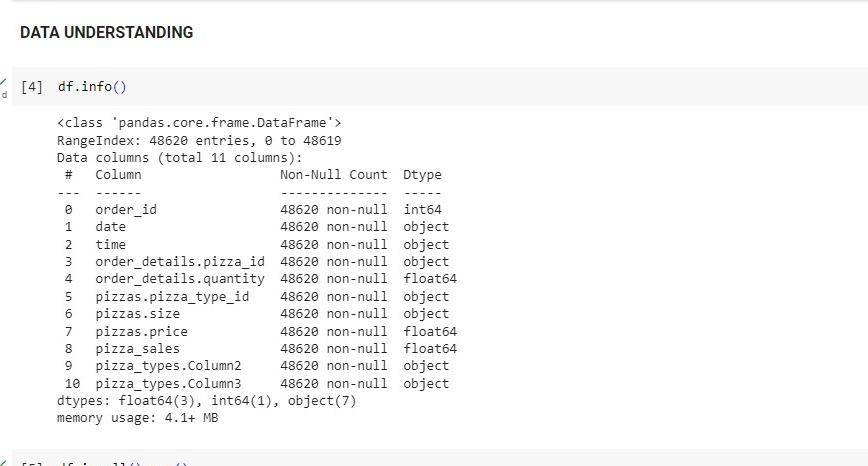 DATA UNDERSTANDING
[4] df.info()
d
<class 'pandas.core.frame.DataFrame'>
RangeIndex: 48620 entries, 0 to 48619
Data columns (total 11 columns):
 #   Column                  Non-Null Count  Dtype
---  ------                  --------------  -----
 0   order_id                48620 non-null  int64
 1   date                    48620 non-null  object
 2   time                    48620 non-null  object
 3   order_details.pizza_id  48620 non-null  object
 4   order_details.quantity  48620 non-null  float64
 5   pizzas.pizza_type_id    48620 non-null  object
 6   pizzas.size             48620 non-null  object
 7   pizzas.price            48620 non-null  float64
 8   pizza_sales             48620 non-null  float64
 9   pizza_types.Column2     48620 non-null  object
 10  pizza_types.Column3     48620 non-null  object
dtypes: float64(3), int64(1), object(7)
memory usage: 4.1+ MB